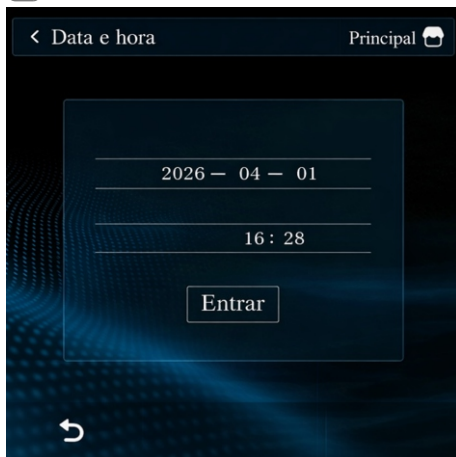 < Data e hora Principal
2026 — 04 — 01
16: 28
Entrar